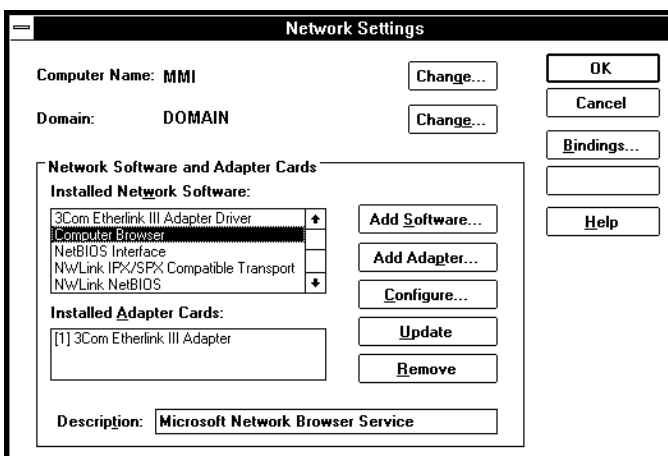 Network Settings
Computer Name: MMI Change...
Domain: DOMAIN Change...
OK
Cancel
Bindings...
Help
Network Software and Adapter Cards
Installed Network Software:
3Com Etherlink III Adapter Driver
Computer Browser
NetBIOS Interface
NWLink IPX/SPX Compatible Transport
NWLink NetBIOS
Add Software...
Add Adapter...
Configure...
Update
Remove
Installed Adapter Cards:
[1] 3Com Etherlink III Adapter
Description: Microsoft Network Browser Service